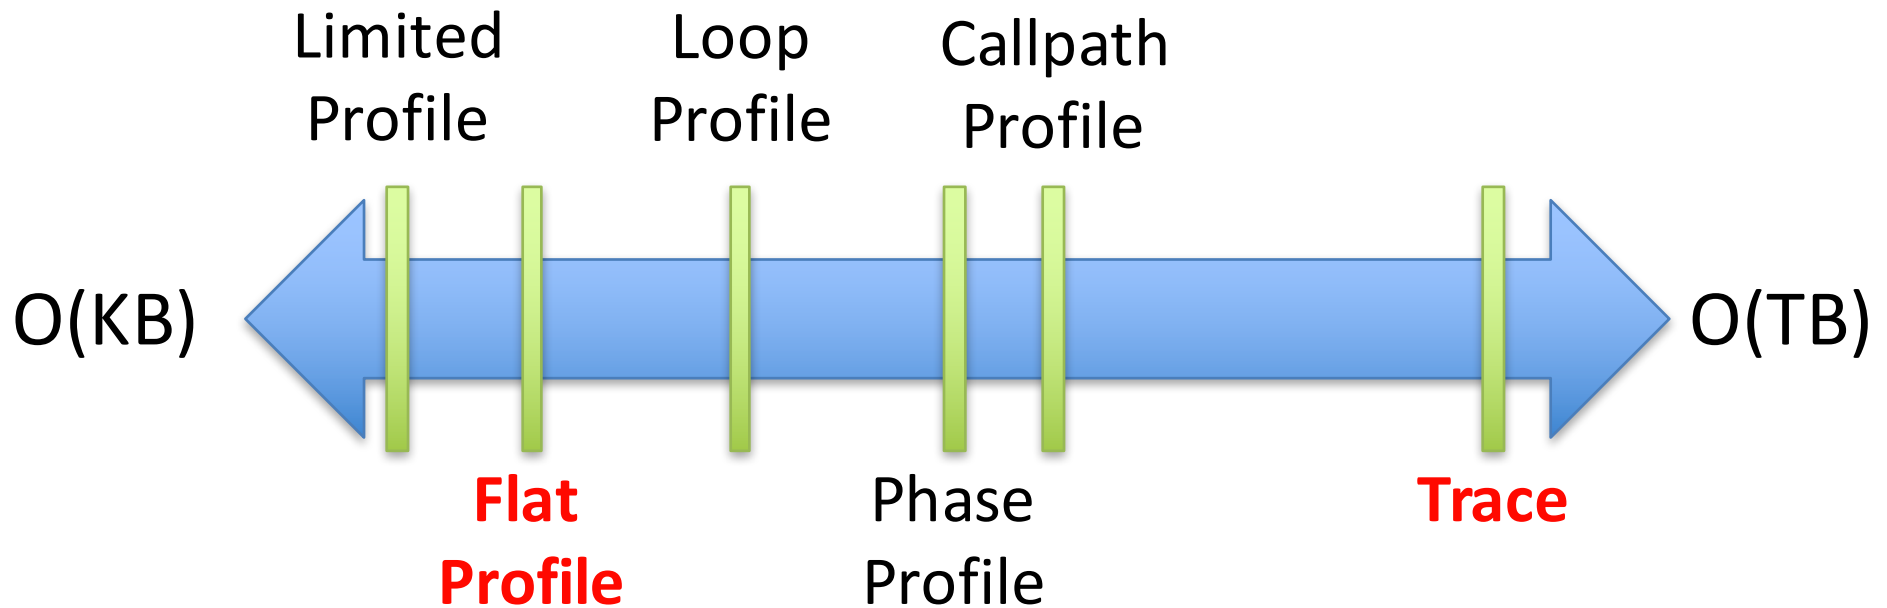 Limited
Profile
Loop
Profile
Callpath
Profile
O(KB)
O(TB)
Flat
Profile
Phase
Profile
Trace